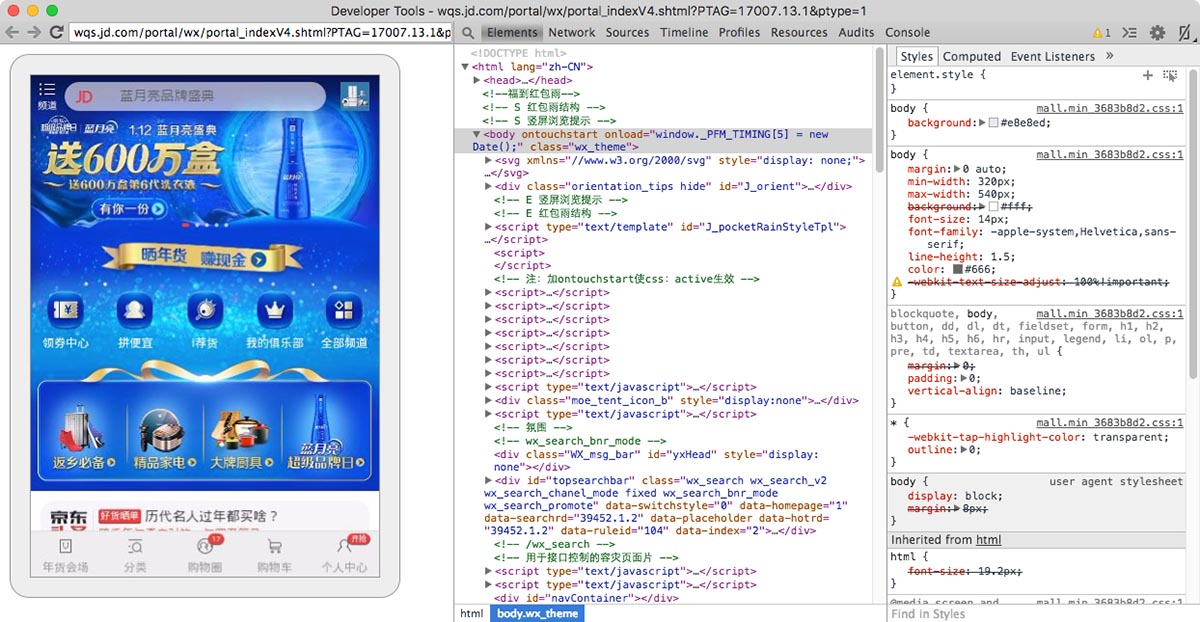 Developer Tools - wqs.jd.com/portal/wx/portal_indexV4.shtml?PTAG=17007.13.1&ptype=1
wqs.jd.com/portal/wx/portal_indexV4.shtml?PTAG=17007.13.1&p
频道
JD 蓝月亮品牌盛典
超级品牌日 蓝月亮 1.12 蓝月亮盛典
送600万盒
送600万盒第6代洗衣液
有你一份
晒年货 赚现金
领券中心 拼便宜 i荐货 我的俱乐部 全部频道
蓝月亮
返乡必备 精品家电 大牌厨具 超级品牌日
京东 好货晒单 历代名人过年都买啥？
17 开抢
年货会场 分类 购物圈 购物车 个人中心
Elements Network Sources Timeline Profiles Resources Audits Console
1
<!DOCTYPE html>
<html lang="zh-CN">
<head>…</head>
<!--福到红包雨-->
<!-- S 红包雨结构 -->
<!-- S 竖屏浏览提示 -->
<body ontouchstart onload="window._PFM_TIMING[5] = new
Date();" class="wx_theme">
<svg xmlns="//www.w3.org/2000/svg" style="display: none;">
…</svg>
<div class="orientation_tips hide" id="J_orient">…</div>
<!-- E 竖屏浏览提示 -->
<!-- E 红包雨结构 -->
<script type="text/template" id="J_pocketRainStyleTpl">
…</script>
<script>
</script>
<!-- 注：加ontouchstart使css：active生效 -->
<script>…</script>
<script>…</script>
<script>…</script>
<script>…</script>
<script>…</script>
<script>…</script>
<script>…</script>
<script type="text/javascript">…</script>
<div class="moe_tent_icon_b" style="display:none">…</div>
<script type="text/javascript">…</script>
<!-- 氛围 -->
<!-- wx_search_bnr_mode -->
<div class="WX_msg_bar" id="yxHead" style="display:
none"></div>
<div id="topsearchbar" class="wx_search wx_search_v2
wx_search_chanel_mode fixed wx_search_bnr_mode
wx_search_promote" data-switchstyle="0" data-homepage="1"
data-searchrd="39452.1.2" data-placeholder data-hotrd=
"39452.1.2" data-ruleid="104" data-index="2">…</div>
<!-- /wx_search -->
<!-- 用于接口控制的容灾页面片 -->
<script type="text/javascript">…</script>
<script type="text/javascript">…</script>
<div id="navContainer"></div>
html body.wx_theme
Styles Computed Event Listeners »
element.style {
}
body { mall.min_3683b8d2.css:1
background: #e8e8ed;
}
body { mall.min_3683b8d2.css:1
margin: 0 auto;
min-width: 320px;
max-width: 540px;
background: #fff;
font-size: 14px;
font-family: -apple-system,Helvetica,sans-
serif;
line-height: 1.5;
color: #666;
-webkit-text-size-adjust: 100%!important;
}
mall.min_3683b8d2.css:1
blockquote, body,
button, dd, dl, dt, fieldset, form, h1, h2,
h3, h4, h5, h6, hr, input, legend, li, ol, p,
pre, td, textarea, th, ul {
margin: 0;
padding: 0;
vertical-align: baseline;
}
* { mall.min_3683b8d2.css:1
-webkit-tap-highlight-color: transparent;
outline: 0;
}
body { user agent stylesheet
display: block;
margin: 8px;
}
Inherited from html
html {
font-size: 19.2px;
}
@media screen and mall.min_3683b8d2.css:1
Find in Styles